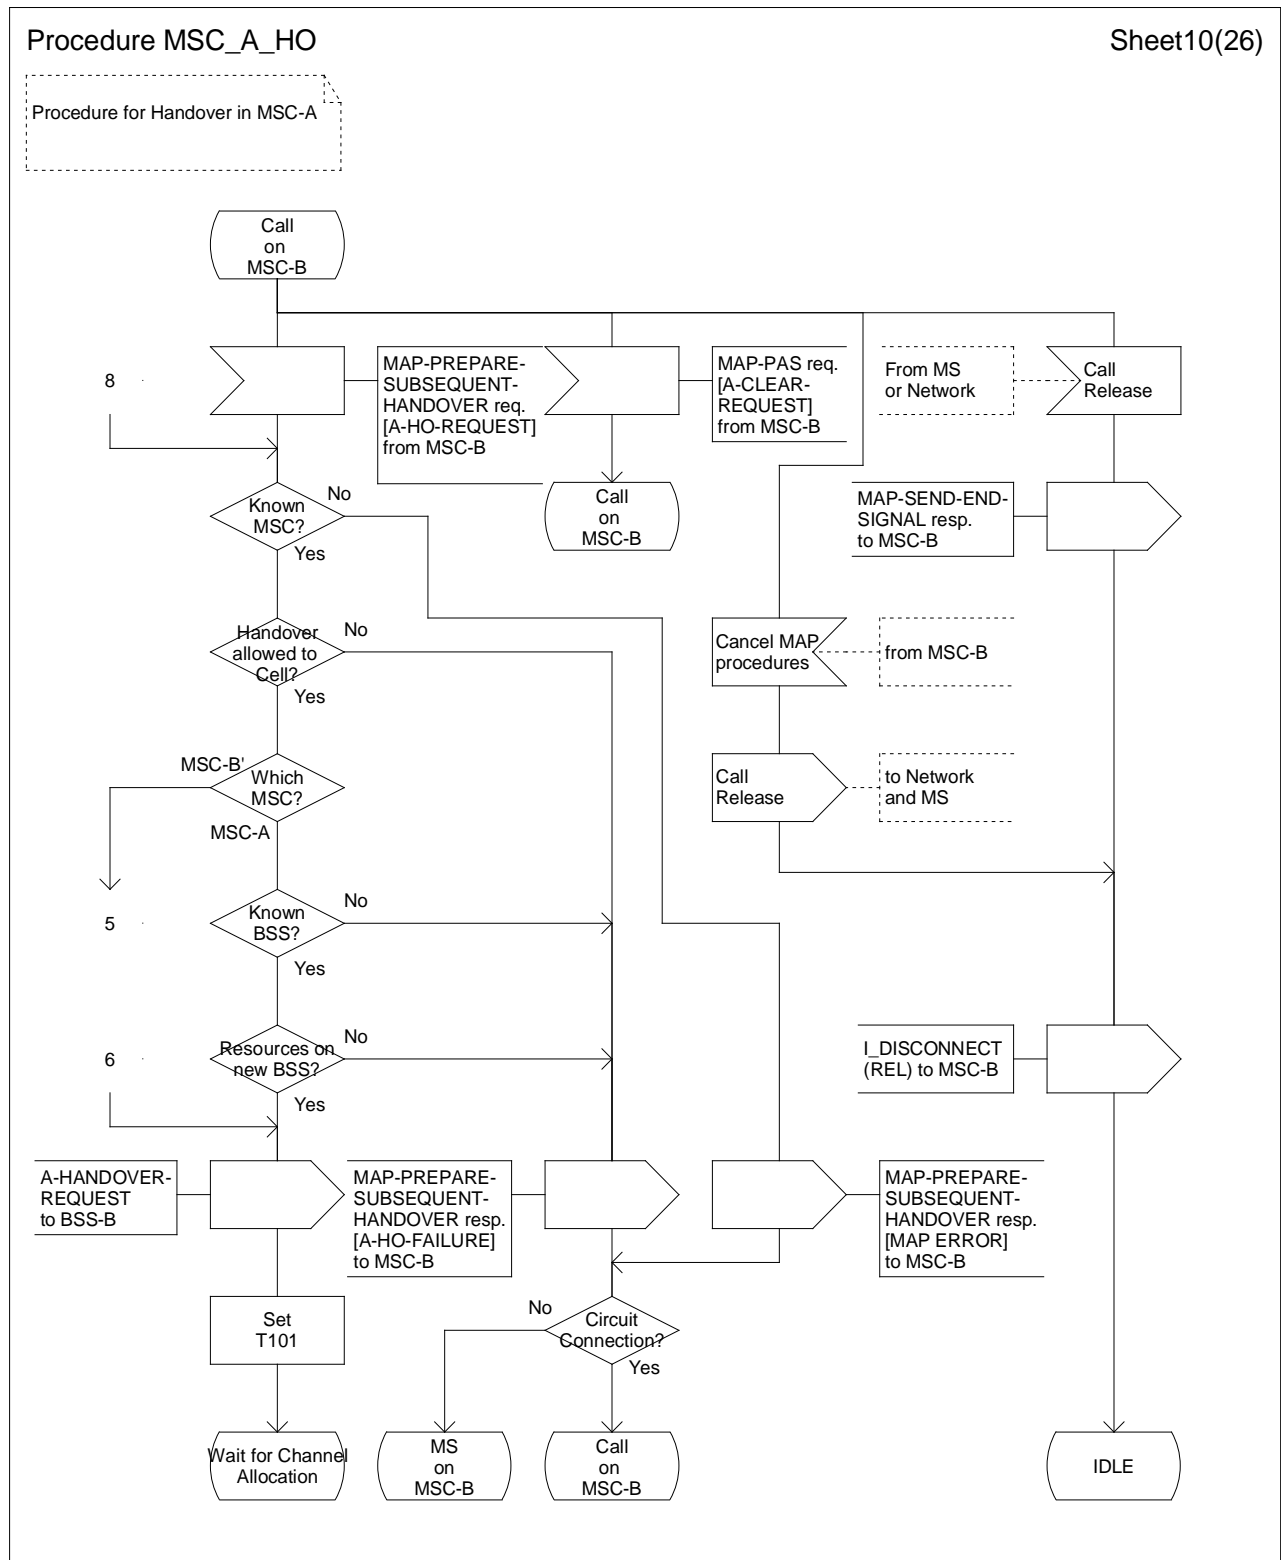 Procedure MSC_A_HO
Sheet10(26)
Procedure for Handover in MSC-A
Call
on
MSC-B
8
MAP-PREPARE-
SUBSEQUENT-
HANDOVER req.
[A-HO-REQUEST]
from MSC-B
MAP-PAS req.
[A-CLEAR-
REQUEST]
from MSC-B
From MS
or Network
Call
Release
Known
MSC?
No
Yes
Call
on
MSC-B
MAP-SEND-END-
SIGNAL resp.
to MSC-B
Handover
allowed to
Cell?
No
Yes
Cancel MAP
procedures
from MSC-B
MSC-B'
Which
MSC?
MSC-A
Call
Release
to Network
and MS
5
Known
BSS?
No
Yes
6
Resources on
new BSS?
No
Yes
I_DISCONNECT
(REL) to MSC-B
A-HANDOVER-
REQUEST
to BSS-B
MAP-PREPARE-
SUBSEQUENT-
HANDOVER resp.
[A-HO-FAILURE]
to MSC-B
MAP-PREPARE-
SUBSEQUENT-
HANDOVER resp.
[MAP ERROR]
to MSC-B
Set
T101
No
Circuit
Connection?
Yes
Wait for Channel
Allocation
MS
on
MSC-B
Call
on
MSC-B
IDLE